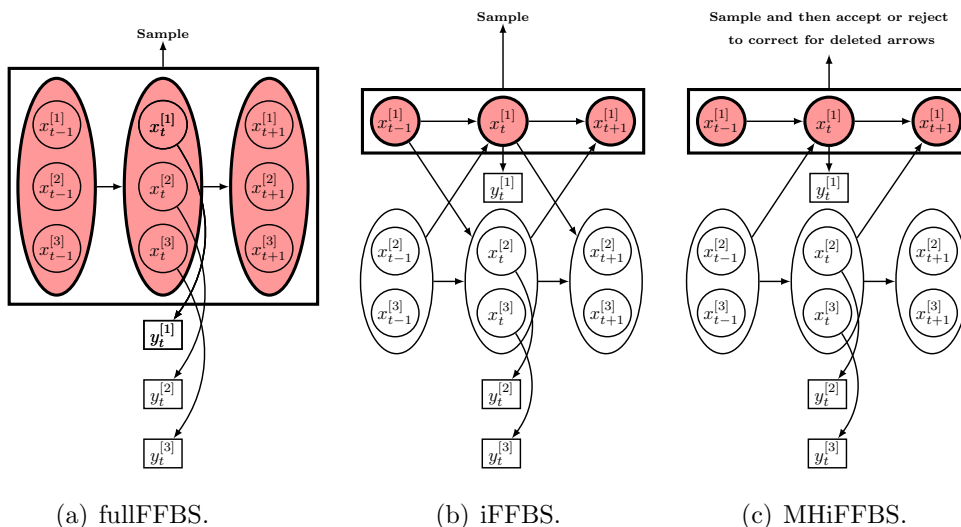 Sample
x_{t-1}^{[1]} x_t^{[1]} x_{t+1}^{[1]}
x_{t-1}^{[2]} x_t^{[2]} x_{t+1}^{[2]}
x_{t-1}^{[3]} x_t^{[3]} x_{t+1}^{[3]}
y_t^{[1]}
y_t^{[2]}
y_t^{[3]}
(a) fullFFBS.
Sample
x_{t-1}^{[1]} x_t^{[1]} x_{t+1}^{[1]}
y_t^{[1]}
x_{t-1}^{[2]} x_t^{[2]} x_{t+1}^{[2]}
x_{t-1}^{[3]} x_t^{[3]} x_{t+1}^{[3]}
y_t^{[2]}
y_t^{[3]}
(b) iFFBS.
Sample and then accept or reject
to correct for deleted arrows
x_{t-1}^{[1]} x_t^{[1]} x_{t+1}^{[1]}
y_t^{[1]}
x_{t-1}^{[2]} x_t^{[2]} x_{t+1}^{[2]}
x_{t-1}^{[3]} x_t^{[3]} x_{t+1}^{[3]}
y_t^{[2]}
y_t^{[3]}
(c) MHiFFBS.